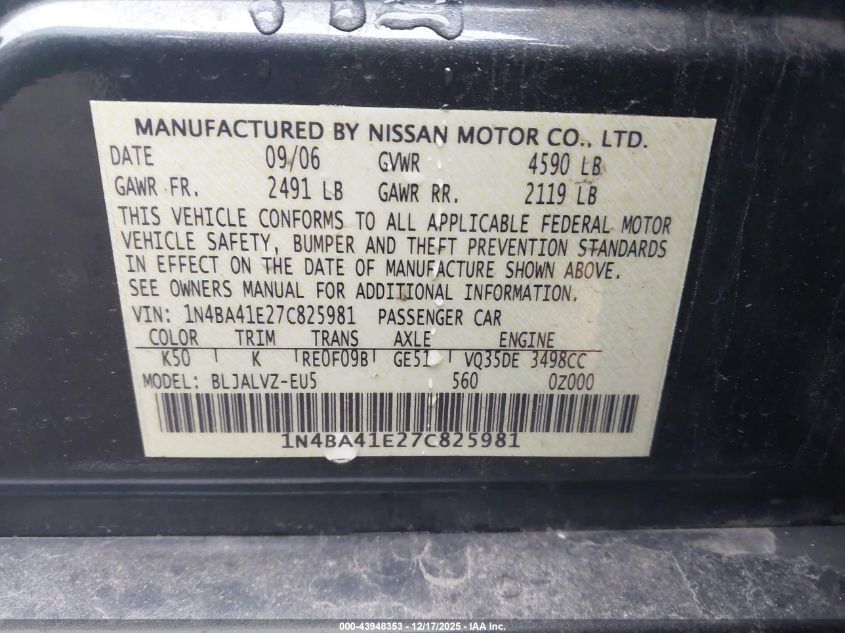 MANUFACTURED BY NISSAN MOTOR CO., LTD.
DATE 09/06 GVWR 4590 LB
GAWR FR. 2491 LB GAWR RR. 2119 LB
THIS VEHICLE CONFORMS TO ALL APPLICABLE FEDERAL MOTOR
VEHICLE SAFETY, BUMPER AND THEFT PREVENTION STANDARDS
IN EFFECT ON THE DATE OF MANUFACTURE SHOWN ABOVE.
SEE OWNERS MANUAL FOR ADDITIONAL INFORMATION.
VIN: 1N4BA41E27C825981 PASSENGER CAR
COLOR TRIM TRANS AXLE ENGINE
K50 K RE0F09B GE51 VQ35DE 3498CC
MODEL: BLJALVZ-EU5 560 0Z000
1N4BA41E27C825981
000-43948353 - 12/17/2025 - IAA Inc.